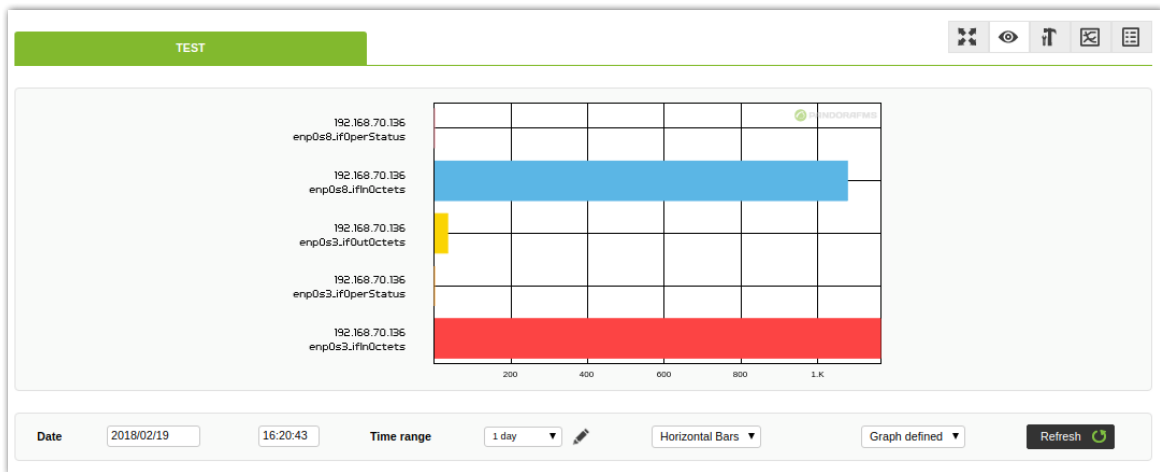 TEST
PANDORAFMS
192.168.70.136
enp0s8_ifOperStatus
192.168.70.136
enp0s8_ifInOctets
192.168.70.136
enp0s3_ifOutOctets
192.168.70.136
enp0s3_ifOperStatus
192.168.70.136
enp0s3_ifInOctets
200 400 600 800 1.K
Date 2018/02/19 16:20:43 Time range 1 day Horizontal Bars Graph defined Refresh